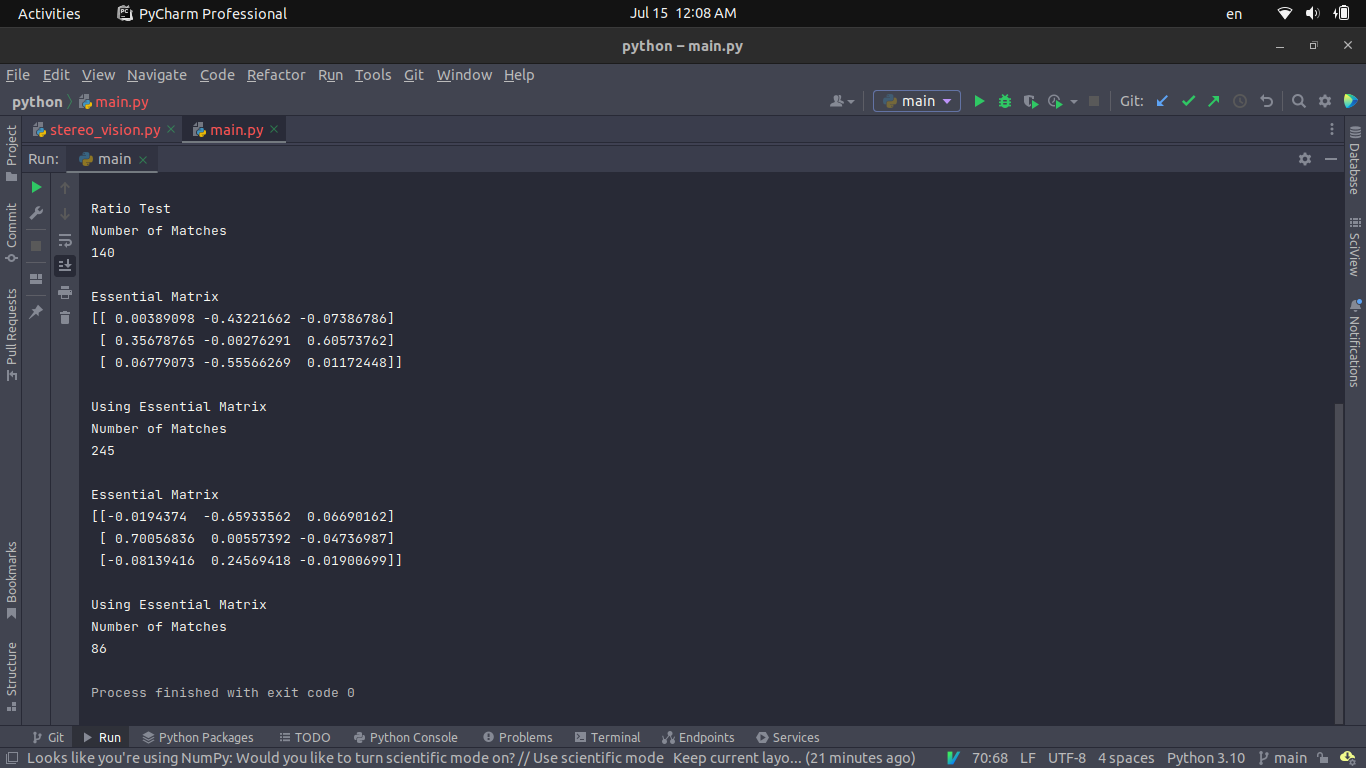 Activities PyCharm Professional Jul 15 12:08 AM en
python – main.py
File Edit View Navigate Code Refactor Run Tools Git Window Help
python main.py main Git:
stereo_vision.py main.py
Run: main
Project
Commit
Pull Requests
Bookmarks
Structure
Database
SciView
Notifications
Ratio Test
Number of Matches
140
Essential Matrix
[[ 0.00389098 -0.43221662 -0.07386786]
[ 0.35678765 -0.00276291  0.60573762]
[ 0.06779073 -0.55566269  0.01172448]]
Using Essential Matrix
Number of Matches
245
Essential Matrix
[[-0.0194374  -0.65933562  0.06690162]
[ 0.70056836  0.00557392 -0.04736987]
[-0.08139416  0.24569418 -0.01900699]]
Using Essential Matrix
Number of Matches
86
Process finished with exit code 0
Git Run Python Packages TODO Python Console Problems Terminal Endpoints Services
Looks like you're using NumPy: Would you like to turn scientific mode on? // Use scientific mode Keep current layo... (21 minutes ago) 70:68 LF UTF-8 4 spaces Python 3.10 main